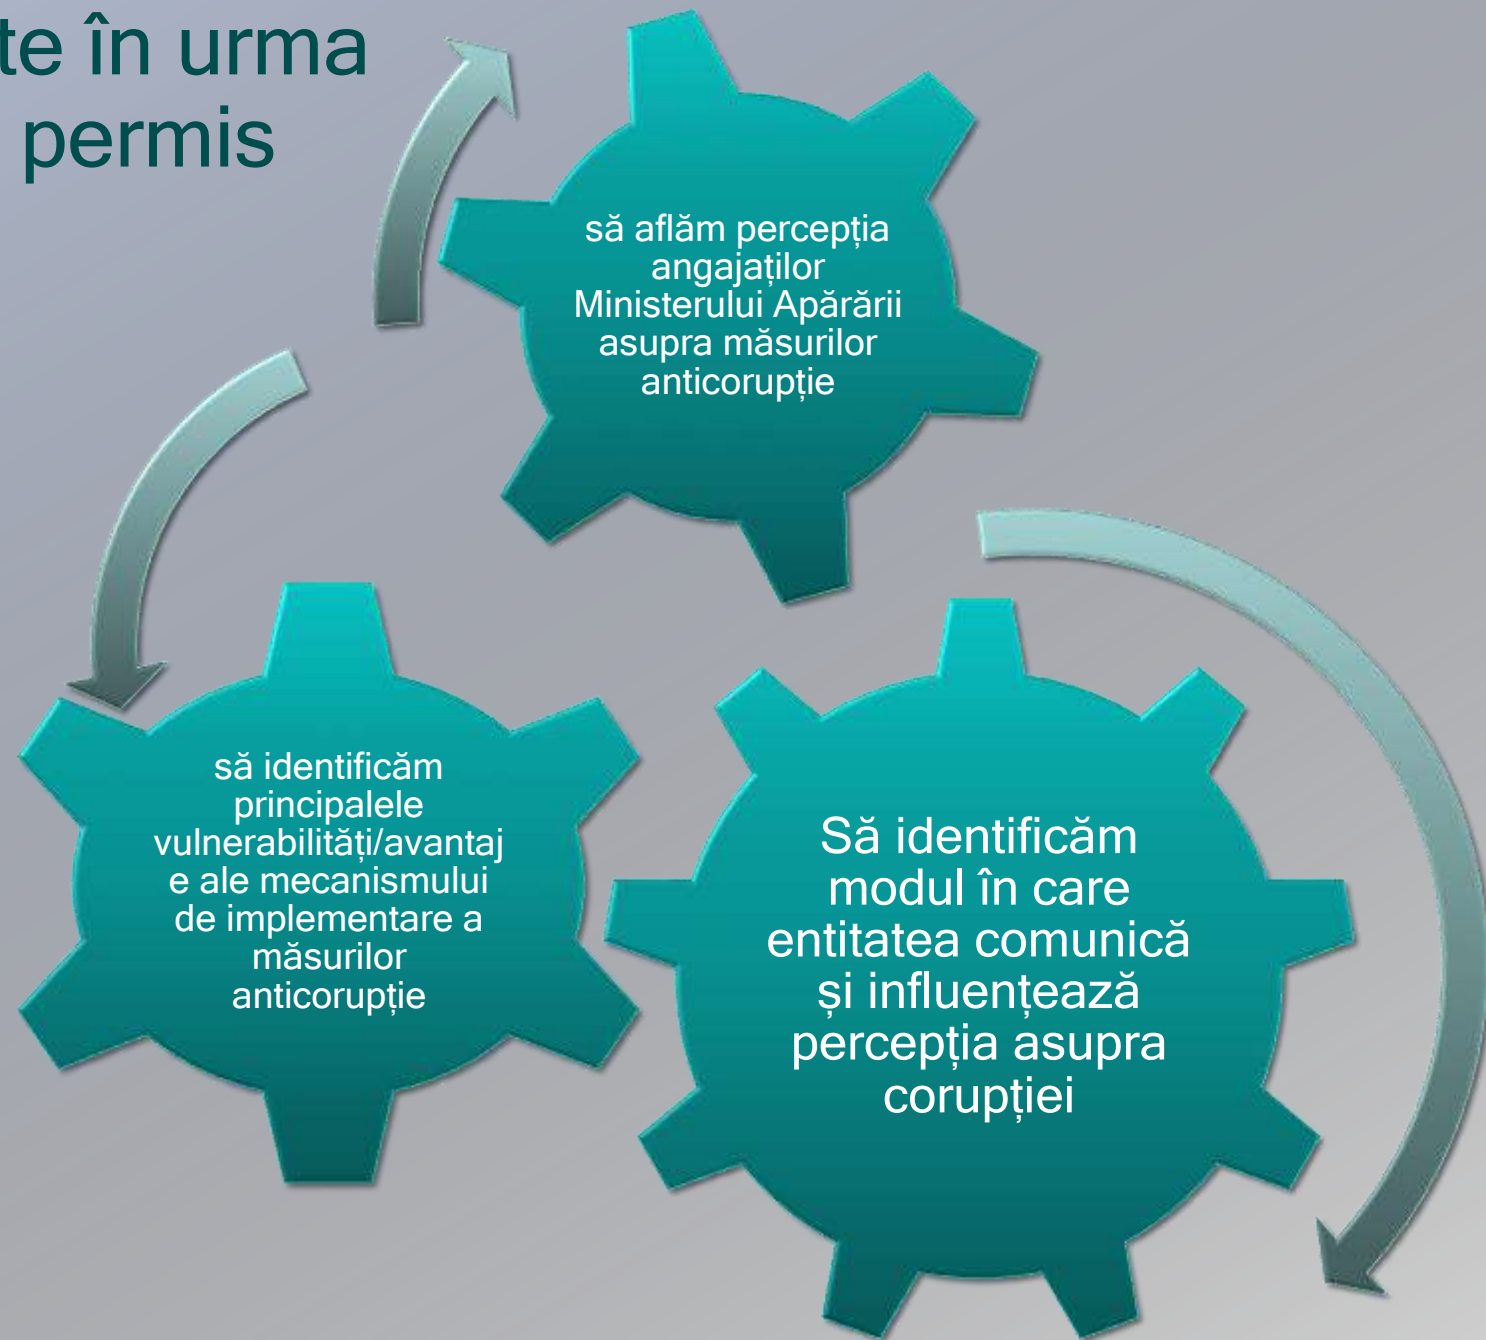 te în urma
permis
să aflăm percepția
angajaților
Ministerului Apărării
asupra măsurilor
anticorupție
să identificăm
principalele
vulnerabilități/avantaj
e ale mecanismului
de implementare a
măsurilor
anticorupție
Să identificăm
modul în care
entitatea comunică
și influențează
percepția asupra
corupției